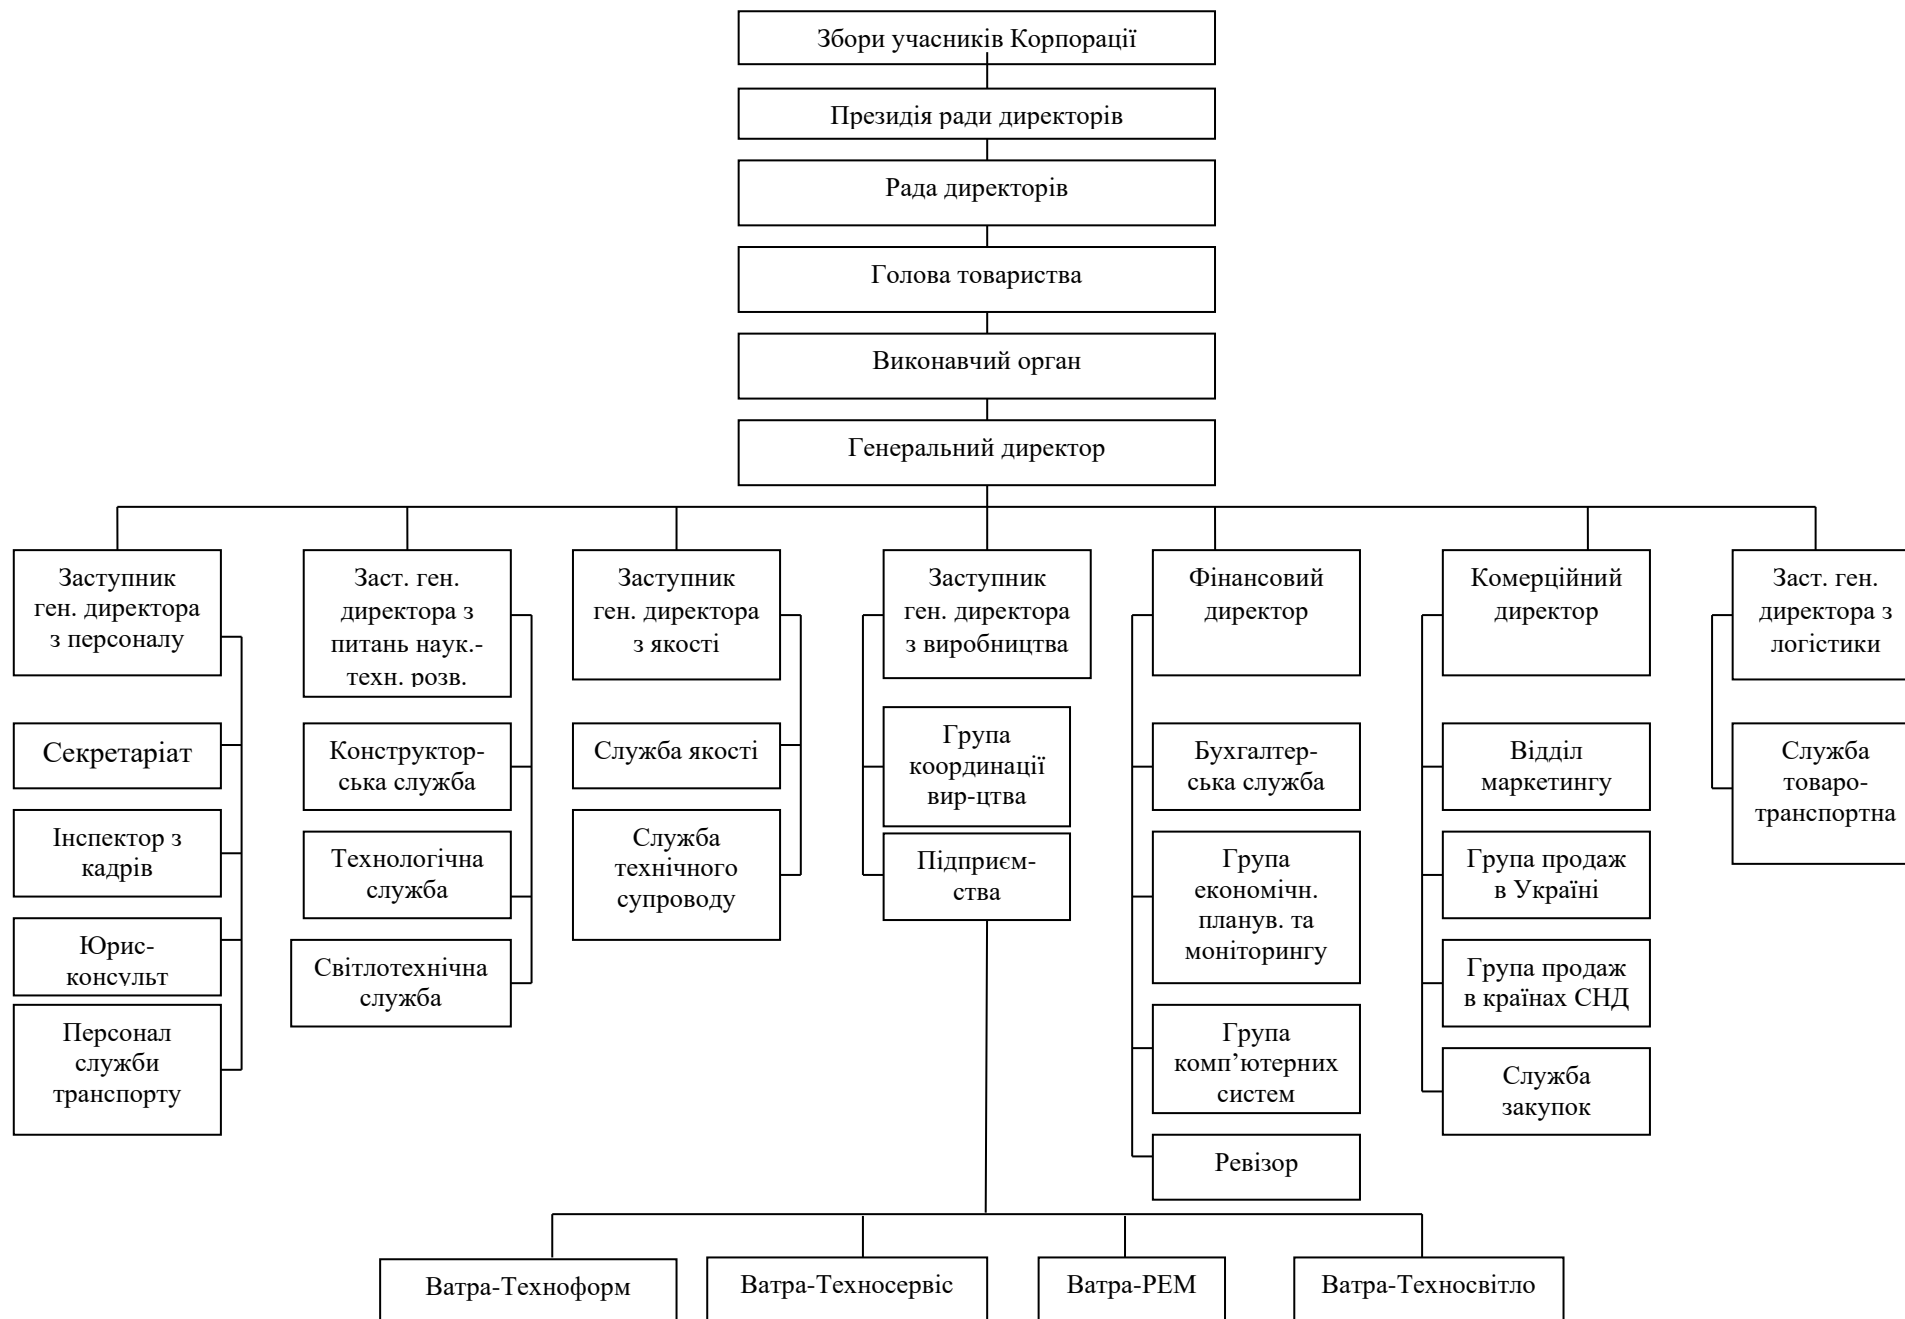 Збори учасників Корпорації
Президія ради директорів
Рада директорів
Голова товариства
Виконавчий орган
Генеральний директор
Заступник
ген. директора
з персоналу
Заст. ген.
директора з
питань наук.-
техн. розв.
Заступник
ген. директора
з якості
Заступник
ген. директора
з виробництва
Фінансовий
директор
Комерційний
директор
Заст. ген.
директора з
логістики
Секретаріат
Інспектор з
кадрів
Юрис-
консульт
Персонал
служби
транспорту
Конструктор-
ська служба
Технологічна
служба
Світлотехнічна
служба
Служба якості
Служба
технічного
супроводу
Група
координації
вир-цтва
Підприєм-
ства
Бухгалтер-
ська служба
Група
економічн.
планув. та
моніторингу
Група
комп’ютерних
систем
Ревізор
Відділ
маркетингу
Група продаж
в Україні
Група продаж
в країнах СНД
Служба
закупок
Служба
товаро-
транспортна
Ватра-Техноформ
Ватра-Техносервіс
Ватра-РЕМ
Ватра-Техносвітло